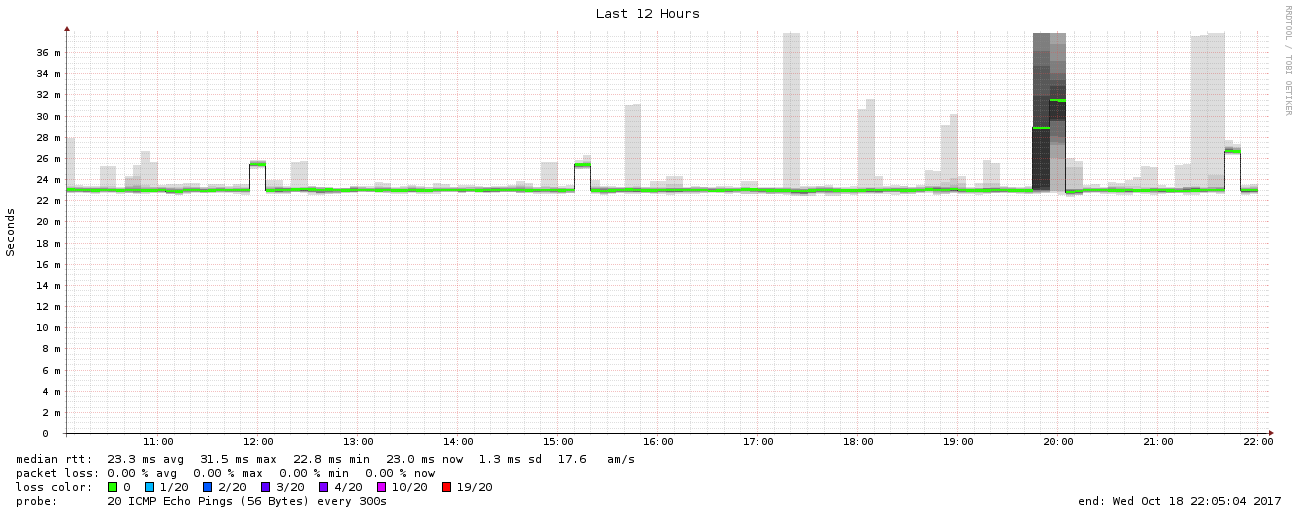 Last 12 Hours
RRDTOOL / TOBI OETIKER
Seconds
36 m
34 m
32 m
30 m
28 m
26 m
24 m
22 m
20 m
18 m
16 m
14 m
12 m
10 m
8 m
6 m
4 m
2 m
0
11:00 12:00 13:00 14:00 15:00 16:00 17:00 18:00 19:00 20:00 21:00 22:00
median rtt: 23.3 ms avg 31.5 ms max 22.8 ms min 23.0 ms now 1.3 ms sd 17.6 am/s
packet loss: 0.00 % avg 0.00 % max 0.00 % min 0.00 % now
loss color: 0 1/20 2/20 3/20 4/20 10/20 19/20
probe: 20 ICMP Echo Pings (56 Bytes) every 300s end: Wed Oct 18 22:05:04 2017